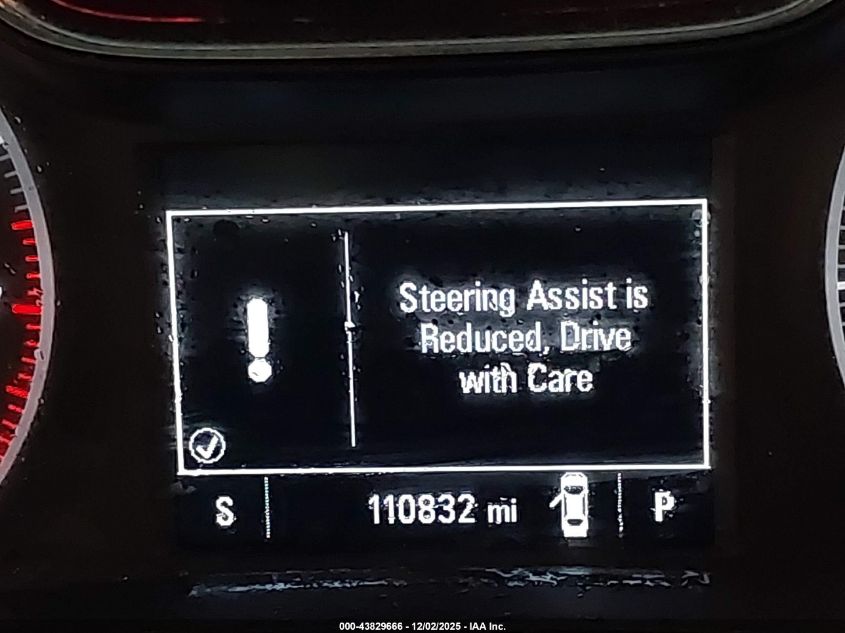 Steering Assist is
Reduced, Drive
with Care
S 110832 mi P
000-43829666 - 12/02/2025 - IAA Inc.